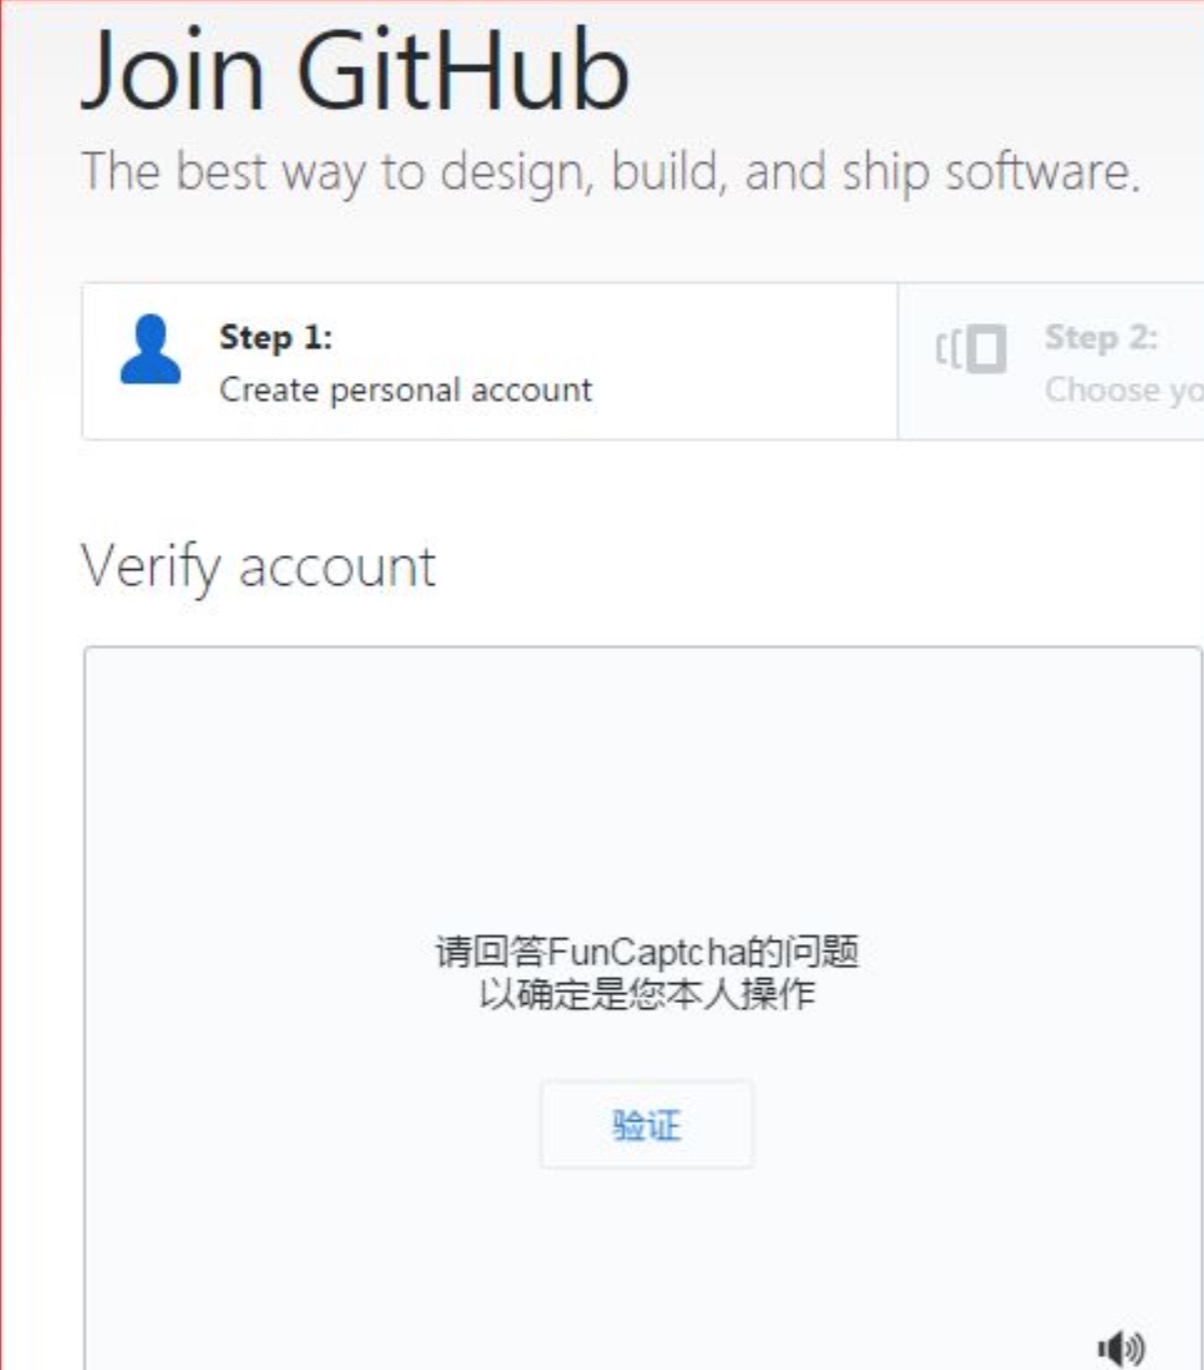 Join GitHub
The best way to design, build, and ship software.
Step 1:
Create personal account
Step 2:
Choose
Verify account
请回答FunCaptcha的问题
以确定是您本人操作
验证